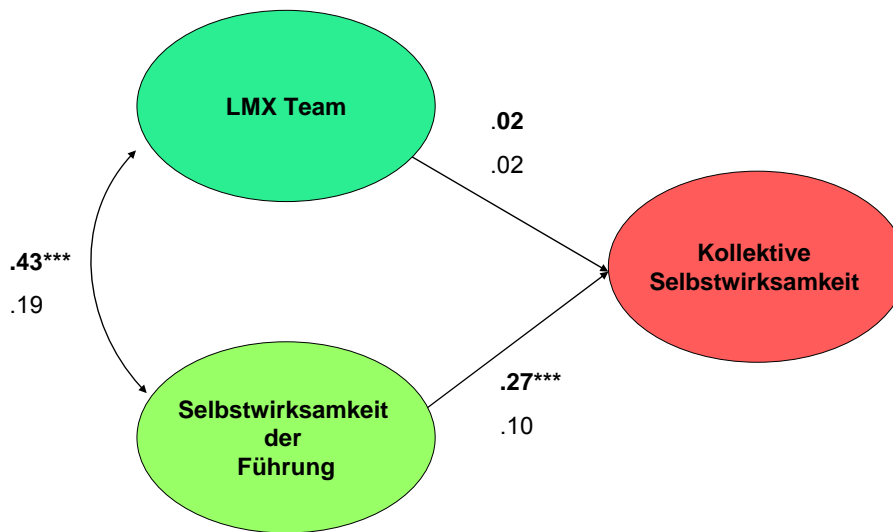 LMX Team
.02
.02
Kollektive
Selbstwirksamkeit
.43***
.19
Selbstwirksamkeit
der
Führung
.27***
.10